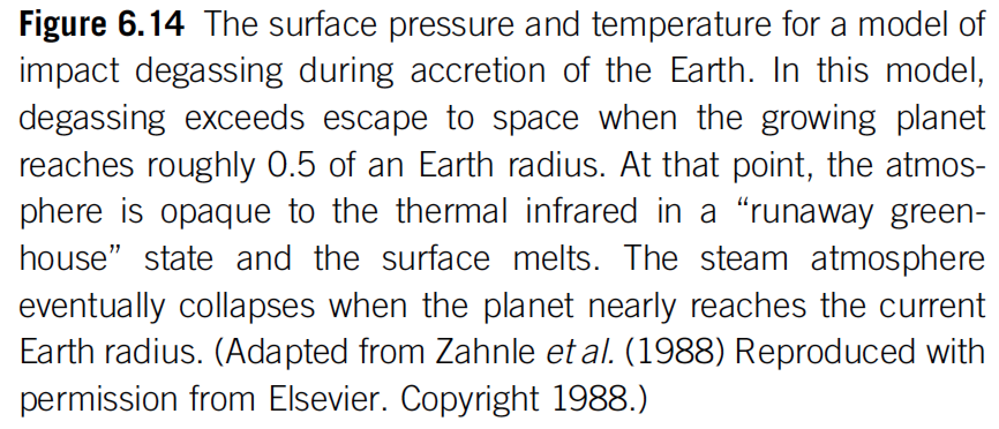 Figure 6.14 The surface pressure and temperature for a model of
impact degassing during accretion of the Earth. In this model,
degassing exceeds escape to space when the growing planet
reaches roughly 0.5 of an Earth radius. At that point, the atmos-
phere is opaque to the thermal infrared in a “runaway green-
house” state and the surface melts. The steam atmosphere
eventually collapses when the planet nearly reaches the current
Earth radius. (Adapted from Zahnle et al. (1988) Reproduced with
permission from Elsevier. Copyright 1988.)